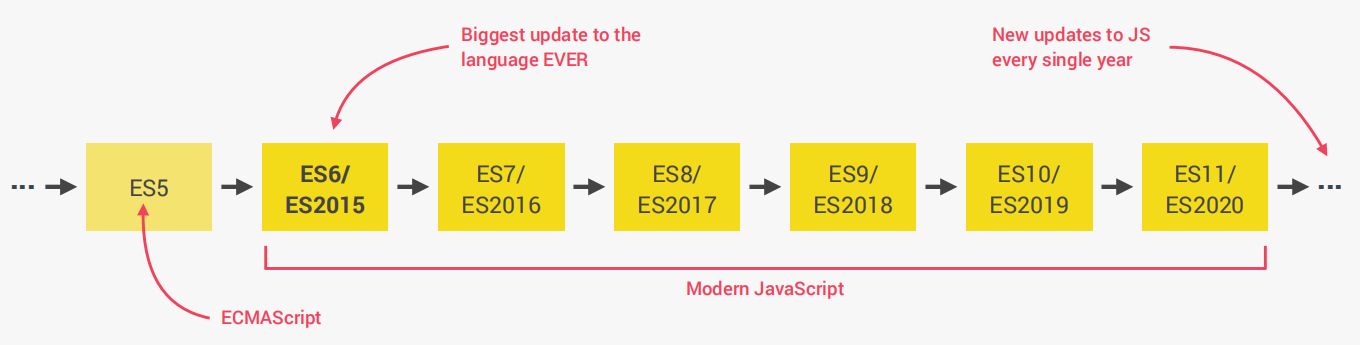 Biggest update to the
language EVER
New updates to JS
every single year
...
ES5
ES6/
ES2015
ES7/
ES2016
ES8/
ES2017
ES9/
ES2018
ES10/
ES2019
ES11/
ES2020
...
Modern JavaScript
ECMAScript